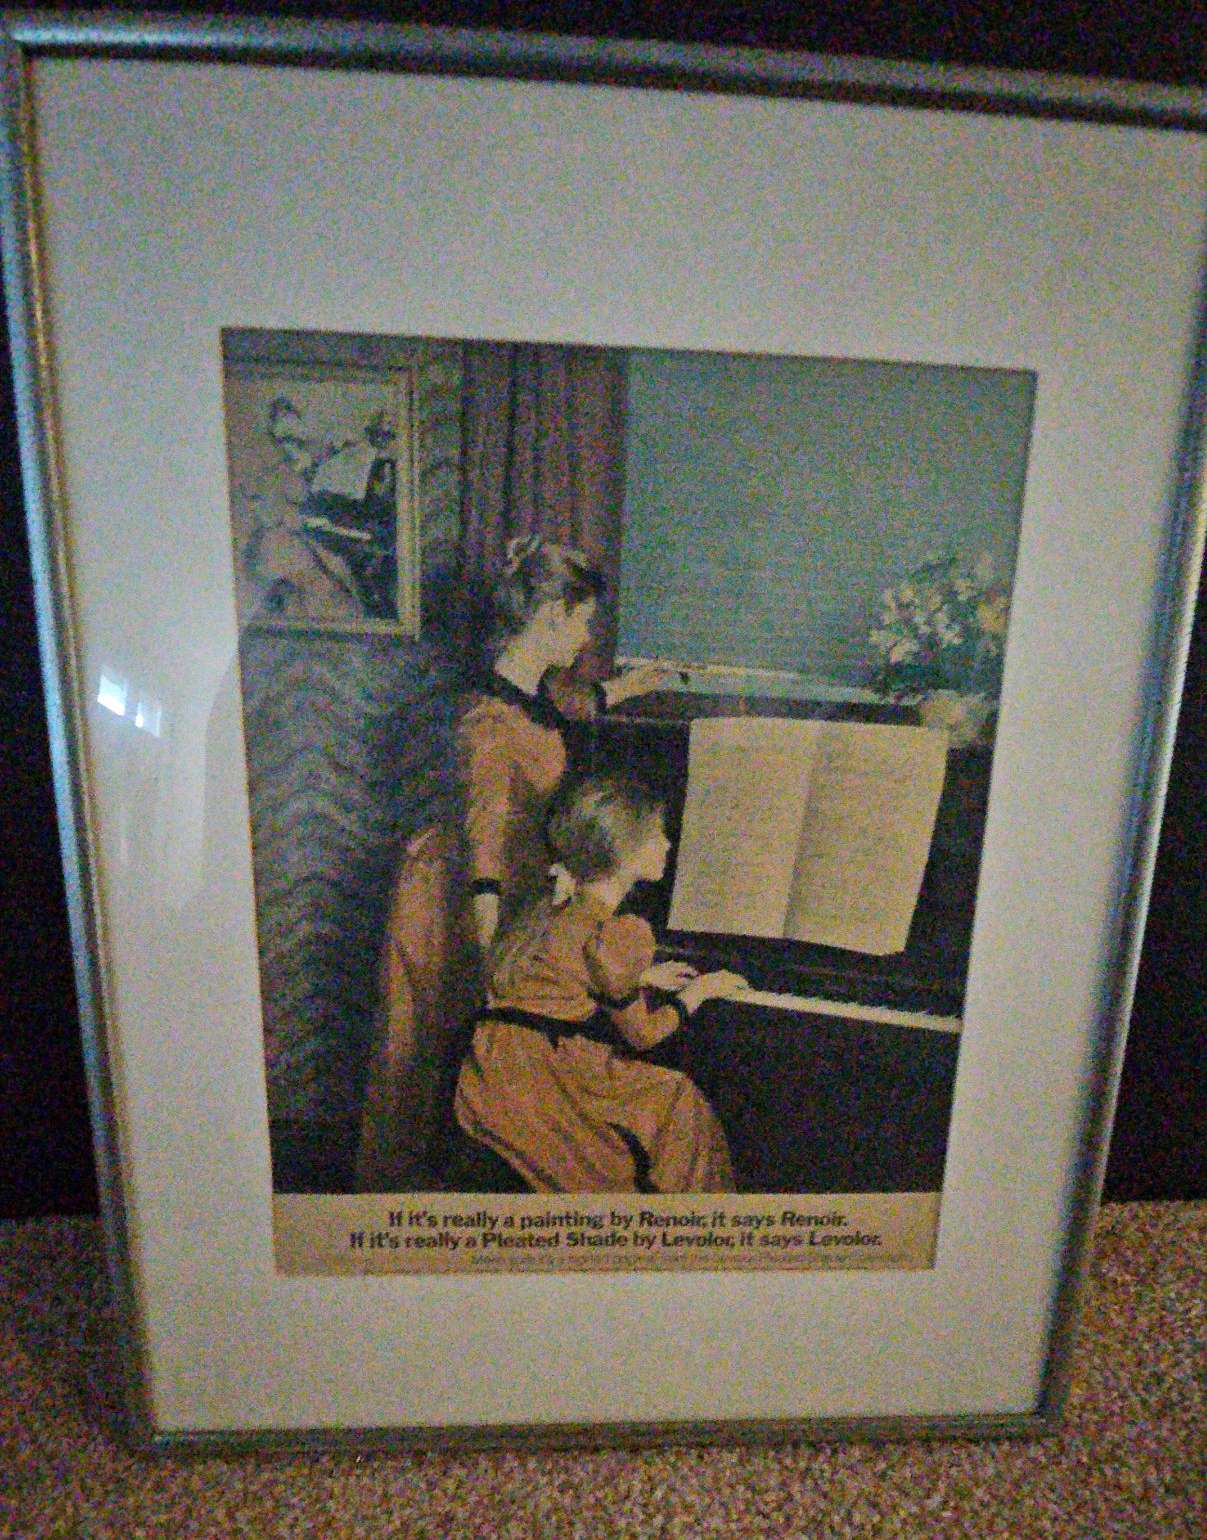 If it's really a painting by Renoir, it says Renoir.
If it's really a Pleated Shade by Levolor, it says Levolor.